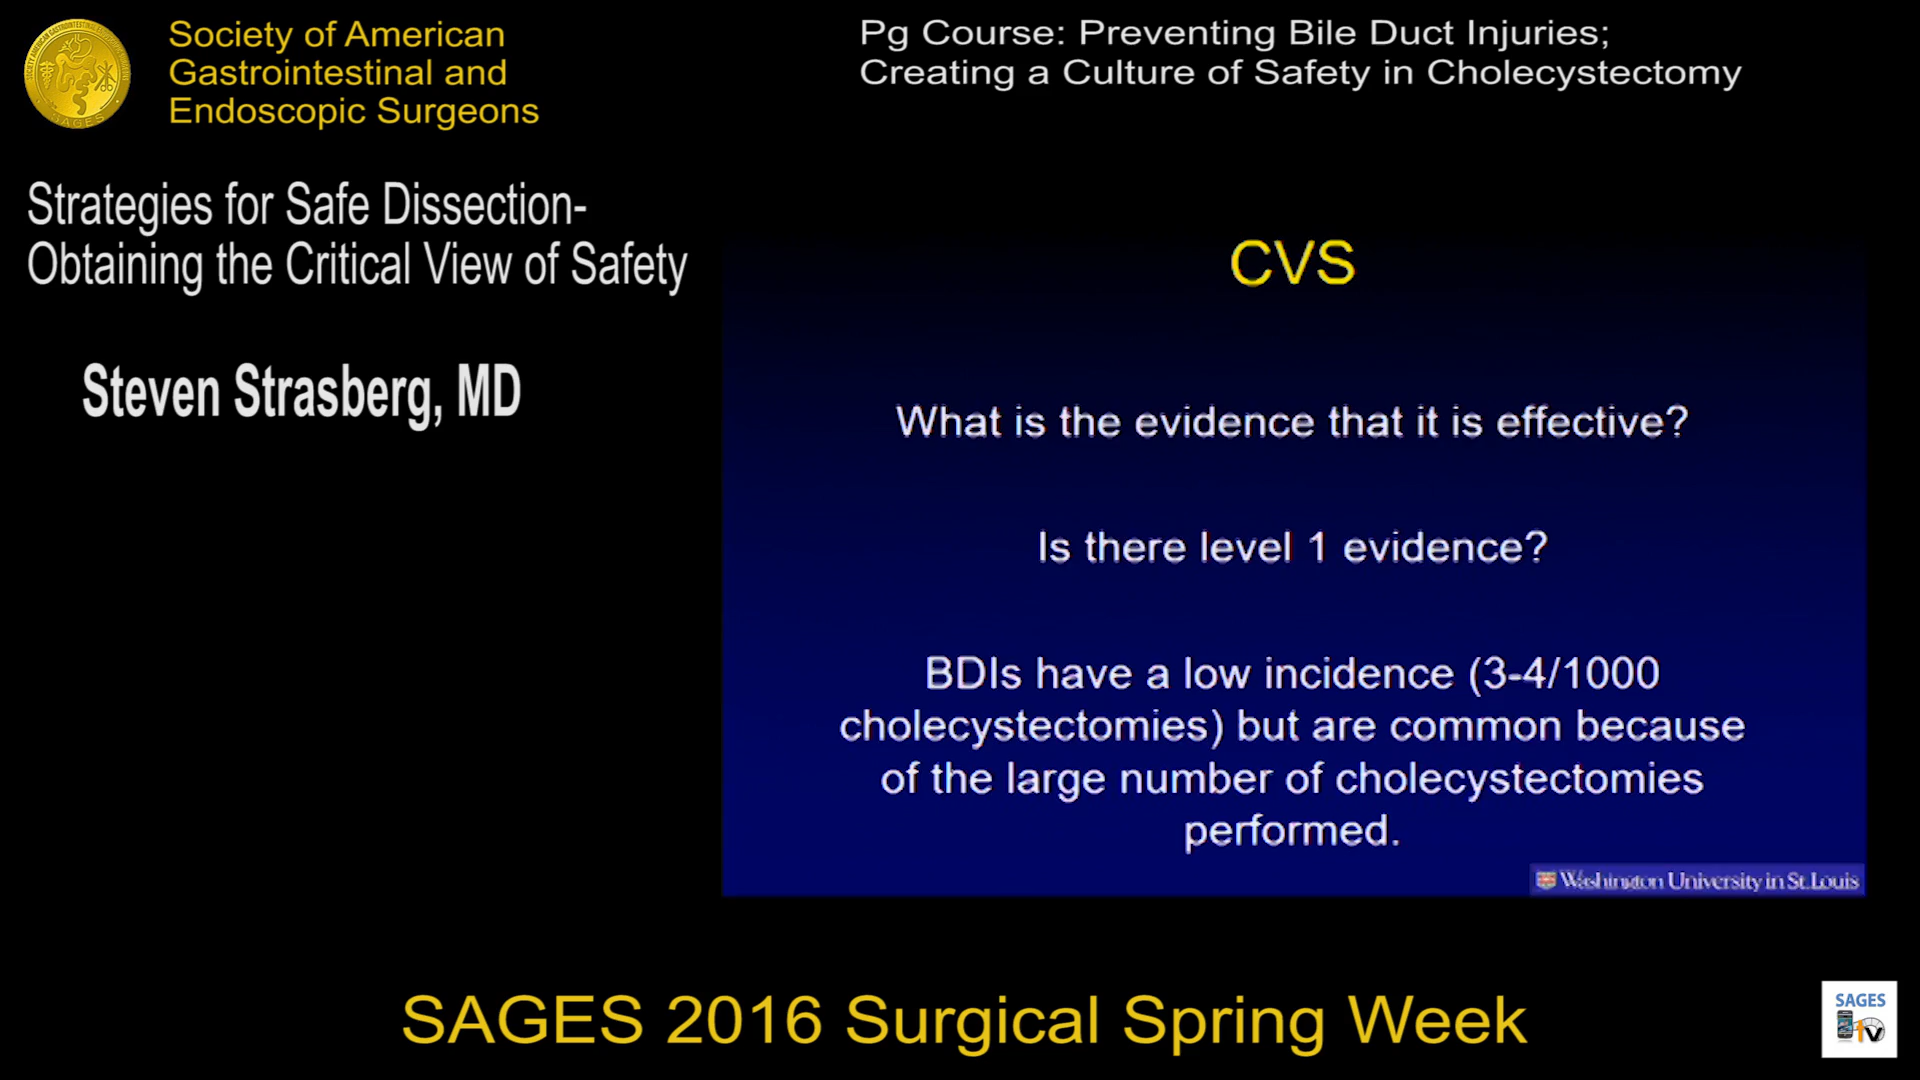 Society of American
Gastrointestinal and
Endoscopic Surgeons
Pg Course: Preventing Bile Duct Injuries;
Creating a Culture of Safety in Cholecystectomy
Strategies for Safe Dissection-
Obtaining the Critical View of Safety
Steven Strasberg, MD
CVS
What is the evidence that it is effective?
Is there level 1 evidence?
BDIs have a low incidence (3-4/1000
cholecystectomies) but are common because
of the large number of cholecystectomies
performed.
Washington University in St. Louis
SAGES 2016 Surgical Spring Week
SAGES
tv